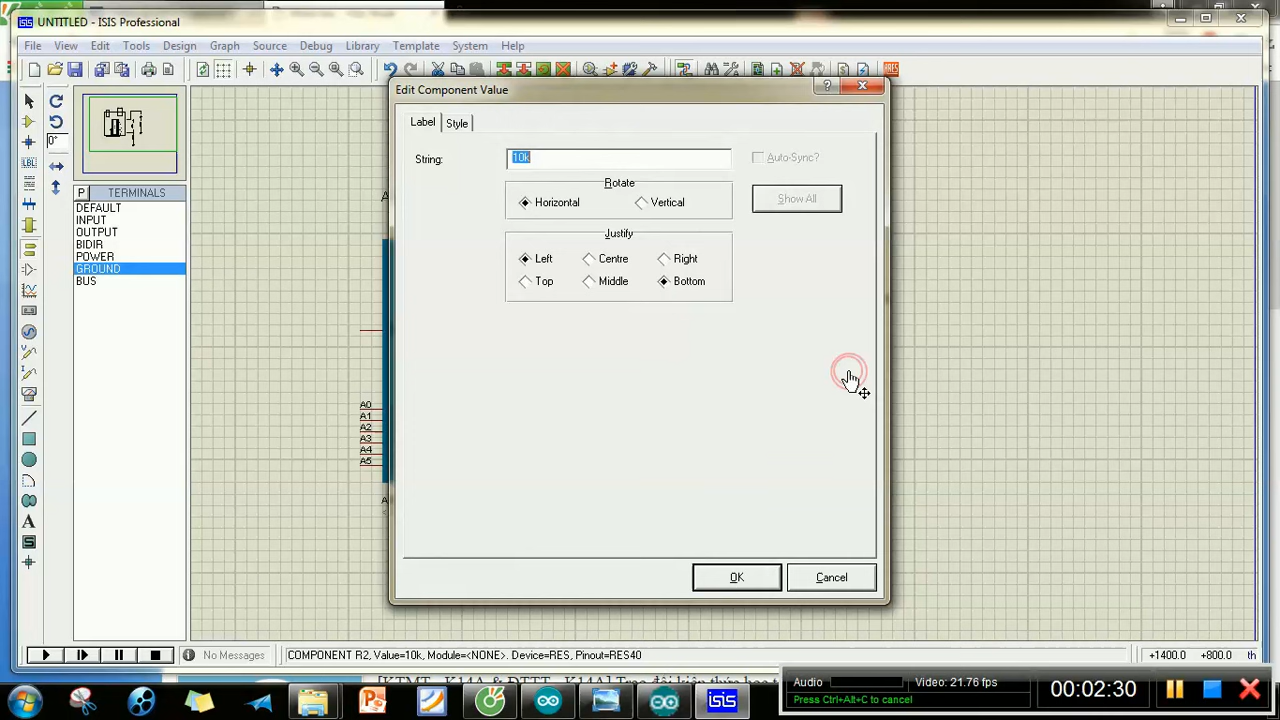 UNTITLED - ISIS Professional
File View Edit Tools Design Graph Source Debug Library Template System Help
Edit Component Value
Label Style
String: 10k Auto-Sync?
Rotate
Horizontal Vertical Show All
Justify
Left Centre Right
Top Middle Bottom
OK Cancel
0°
LBL
P TERMINALS
DEFAULT
INPUT
OUTPUT
BIDIR
POWER
GROUND
BUS
A0
A1
A2
A3
A4
A5
No Messages COMPONENT R2, Value=10k, Module=<NONE>. Device=RES, Pinout=RES40 +1400.0 +800.0 th
Audio Video: 21.76 fps
Press Ctrl+Alt+C to cancel
00:02:30
isis
ARES